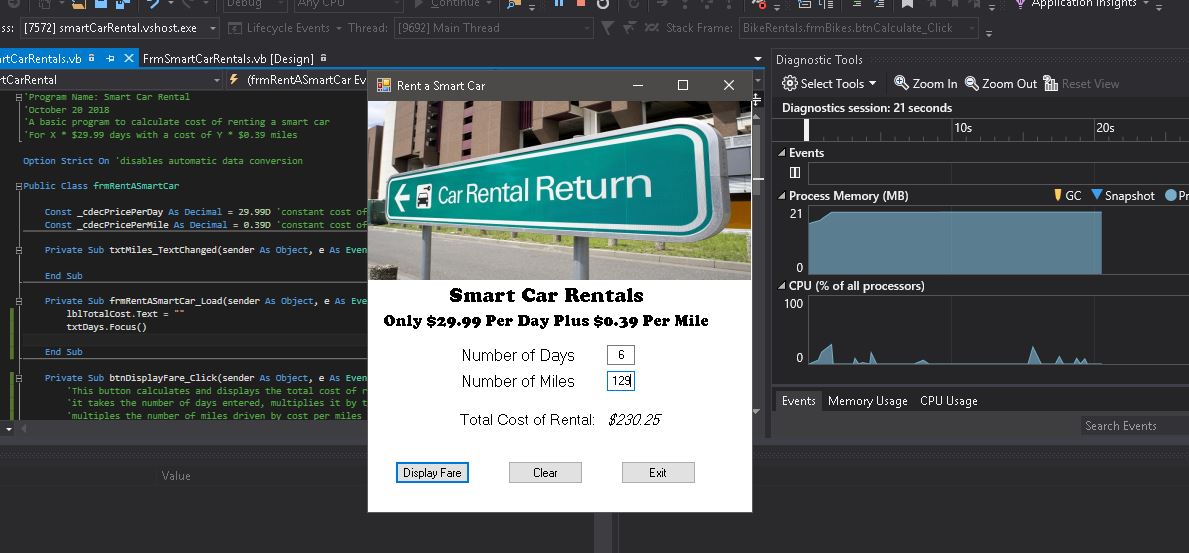 Debug
Any CPU
Continue
Application Insights
ss: [7572] smartCarRental.vshost.exe
Lifecycle Events
Thread: [9692] Main Thread
Stack Frame: BikeRentals.frmBikes.btnCalculate_Click
rtCarRentals.vb
FrmSmartCarRentals.vb [Design]
rtCarRental
(frmRentASmartCar Ev
'Program Name: Smart Car Rental
'October 20 2018
'A basic program to calculate cost of renting a smart car
'For X * $29.99 days with a cost of Y * $0.39 miles
Option Strict On 'disables automatic data conversion
Public Class frmRentASmartCar
Const _cdecPricePerDay As Decimal = 29.99D 'constant cost of
Const _cdecPricePerMile As Decimal = 0.39D 'constant cost of
Private Sub txtMiles_TextChanged(sender As Object, e As Even
End Sub
Private Sub frmRentASmartCar_Load(sender As Object, e As Eve
lblTotalCost.Text = ""
txtDays.Focus()
End Sub
Private Sub btnDisplayFare_Click(sender As Object, e As Even
'This button calculates and displays the total cost of r
'it takes the number of days entered, multiplies it by t
'multiplies the number of miles driven by cost per miles
Value
Rent a Smart Car
Car Rental Return
Smart Car Rentals
Only $29.99 Per Day Plus $0.39 Per Mile
Number of Days 6
Number of Miles 129
Total Cost of Rental: $230.25
Display Fare
Clear
Exit
Diagnostic Tools
Select Tools
Zoom In
Zoom Out
Reset View
Diagnostics session: 21 seconds
10s
20s
Events
Process Memory (MB)
GC
Snapshot
Pr
21
0
CPU (% of all processors)
100
0
Events
Memory Usage
CPU Usage
Search Events